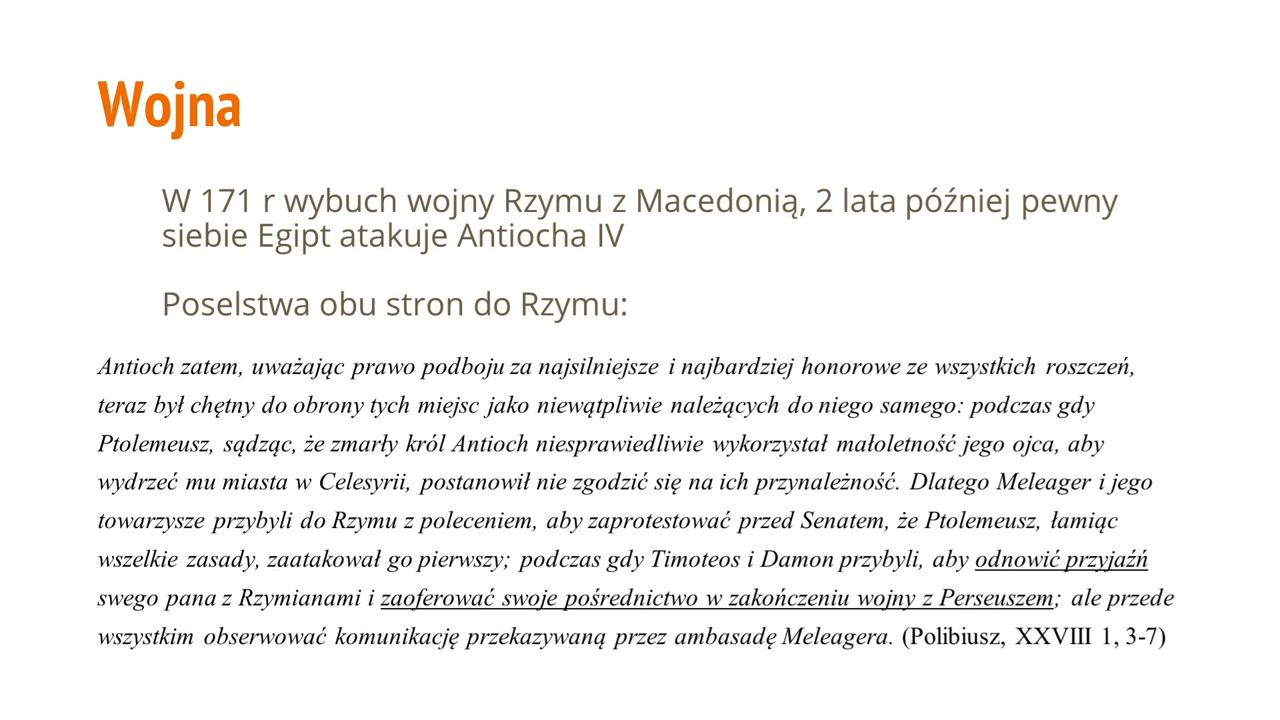 Wojna
W 171 r wybuch wojny Rzymu z Macedonią, 2 lata później pewny
siebie Egipt atakuje Antiocha IV
Poselstwa obu stron do Rzymu:
Antioch zatem, uważając prawo podboju za najsilniejsze i najbardziej honorowe ze wszystkich roszczeń,
teraz był chętny do obrony tych miejsc jako niewątpliwie należących do niego samego: podczas gdy
Ptolemeusz, sądząc, że zmarły król Antioch niesprawiedliwie wykorzystał małoletność jego ojca, aby
wydrzeć mu miasta w Celesyrii, postanowił nie zgodzić się na ich przynależność. Dlatego Meleager i jego
towarzysze przybyli do Rzymu z poleceniem, aby zaprotestować przed Senatem, że Ptolemeusz, łamiąc
wszelkie zasady, zaatakował go pierwszy; podczas gdy Timoteos i Damon przybyli, aby odnowić przyjaźń
swego pana z Rzymianami i zaoferować swoje pośrednictwo w zakończeniu wojny z Perseuszem; ale przede
wszystkim obserwować komunikację przekazywaną przez ambasadę Meleagera. (Polibiusz, XXVIII 1, 3-7)